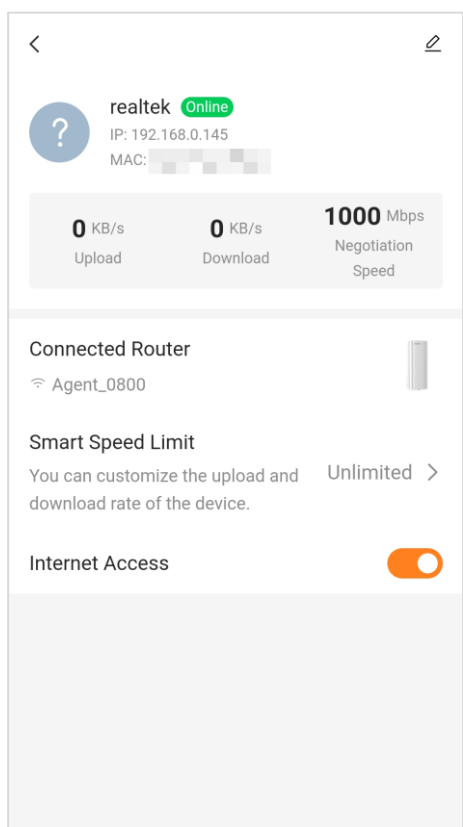 ?
realtek Online
IP: 192.168.0.145
MAC:
0 KB/s
Upload
0 KB/s
Download
1000 Mbps
Negotiation
Speed
Connected Router
Agent_0800
Smart Speed Limit
You can customize the upload and
download rate of the device.
Unlimited
Internet Access